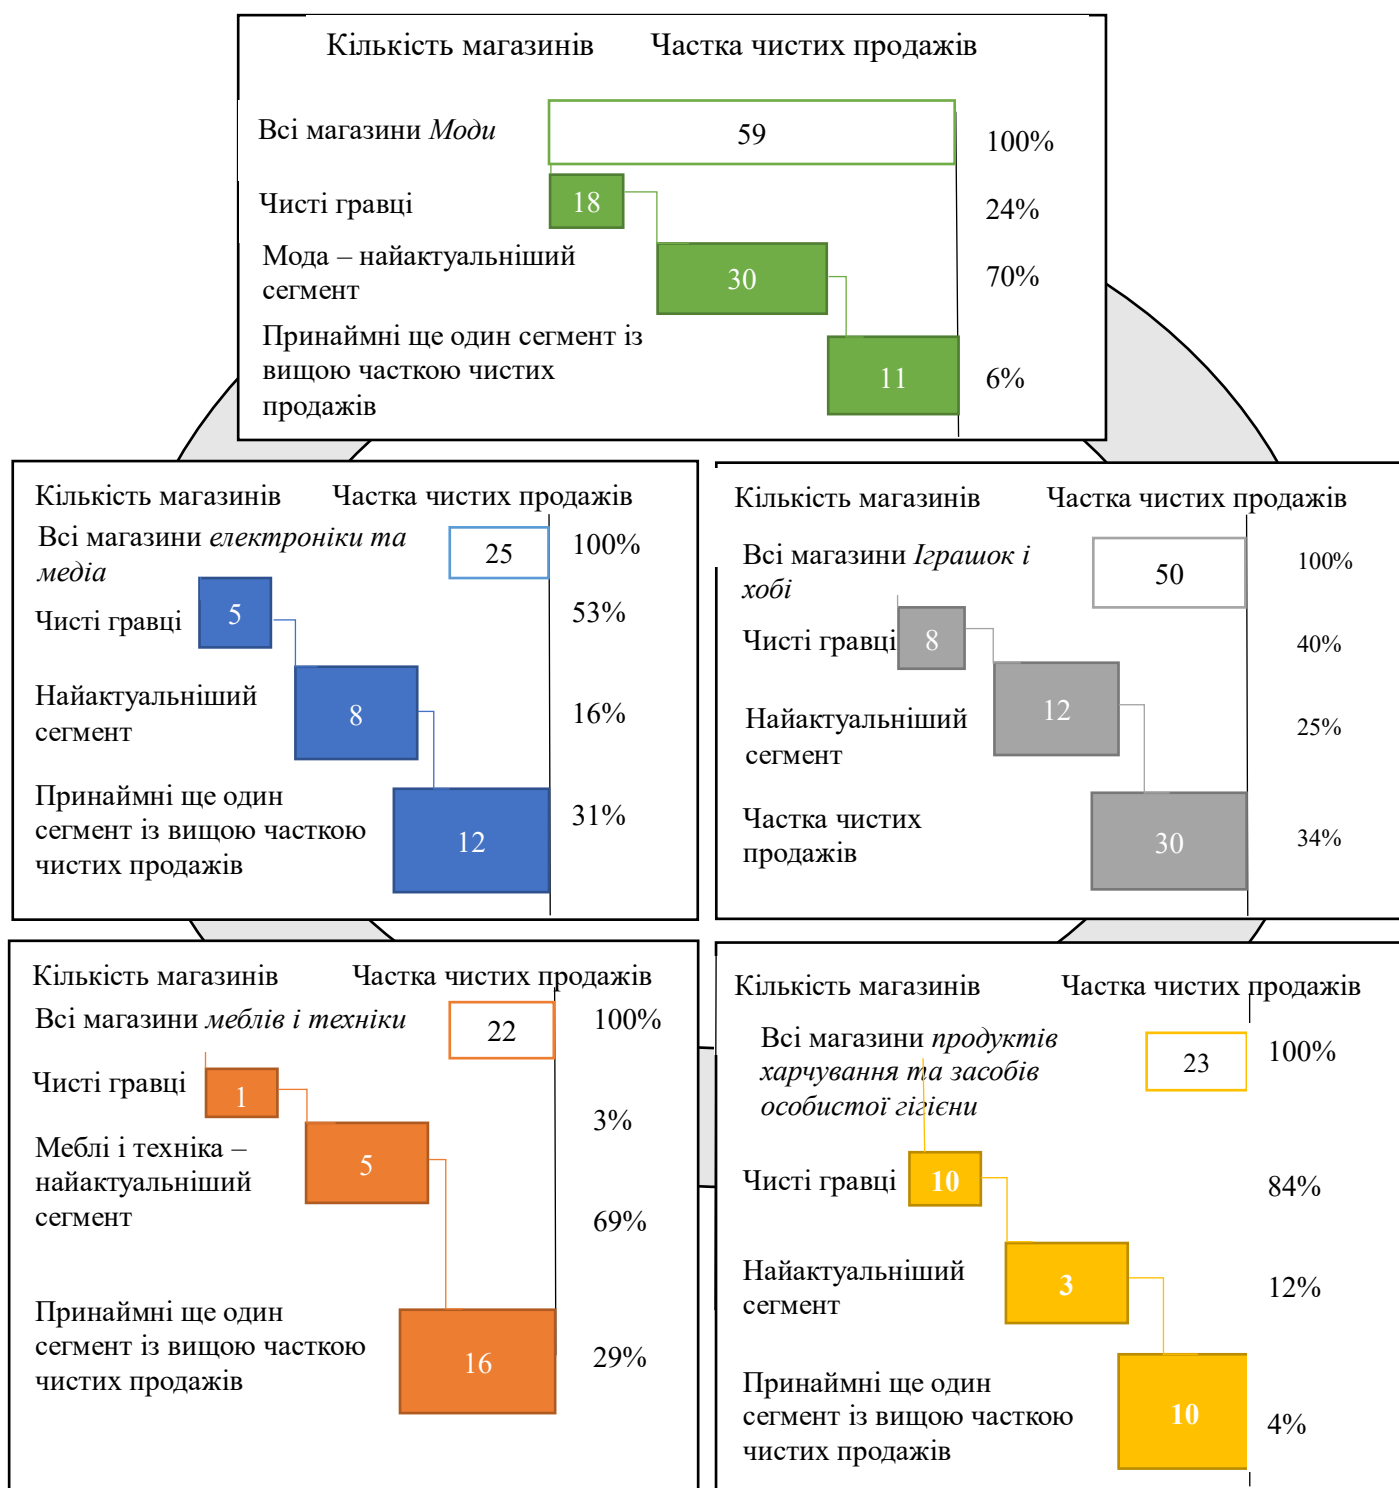 Кількість магазинів Частка чистих продажів
Всі магазини Моди 59 100%
Чисті гравці 18 24%
Мода – найактуальніший
сегмент 30 70%
Принаймні ще один сегмент із
вищою часткою чистих
продажів 11 6%
Кількість магазинів Частка чистих продажів
Всі магазини електроніки та
медіа 25 100%
Чисті гравці 5 53%
Найактуальніший
сегмент 8 16%
Принаймні ще один
сегмент із вищою часткою
чистих продажів 12 31%
Кількість магазинів Частка чистих продажів
Всі магазини Іграшок і
хобі 50 100%
Чисті гравці 8 40%
Найактуальніший
сегмент 12 25%
Частка чистих
продажів 30 34%
Кількість магазинів Частка чистих продажів
Всі магазини меблів і техніки 22 100%
Чисті гравці 1 3%
Меблі і техніка –
найактуальніший
сегмент 5 69%
Принаймні ще один
сегмент із вищою часткою
чистих продажів 16 29%
Кількість магазинів Частка чистих продажів
Всі магазини продуктів
харчування та засобів
особистої гігієни 23 100%
Чисті гравці 10 84%
Найактуальніший
сегмент 3 12%
Принаймні ще один
сегмент із вищою часткою
чистих продажів 10 4%